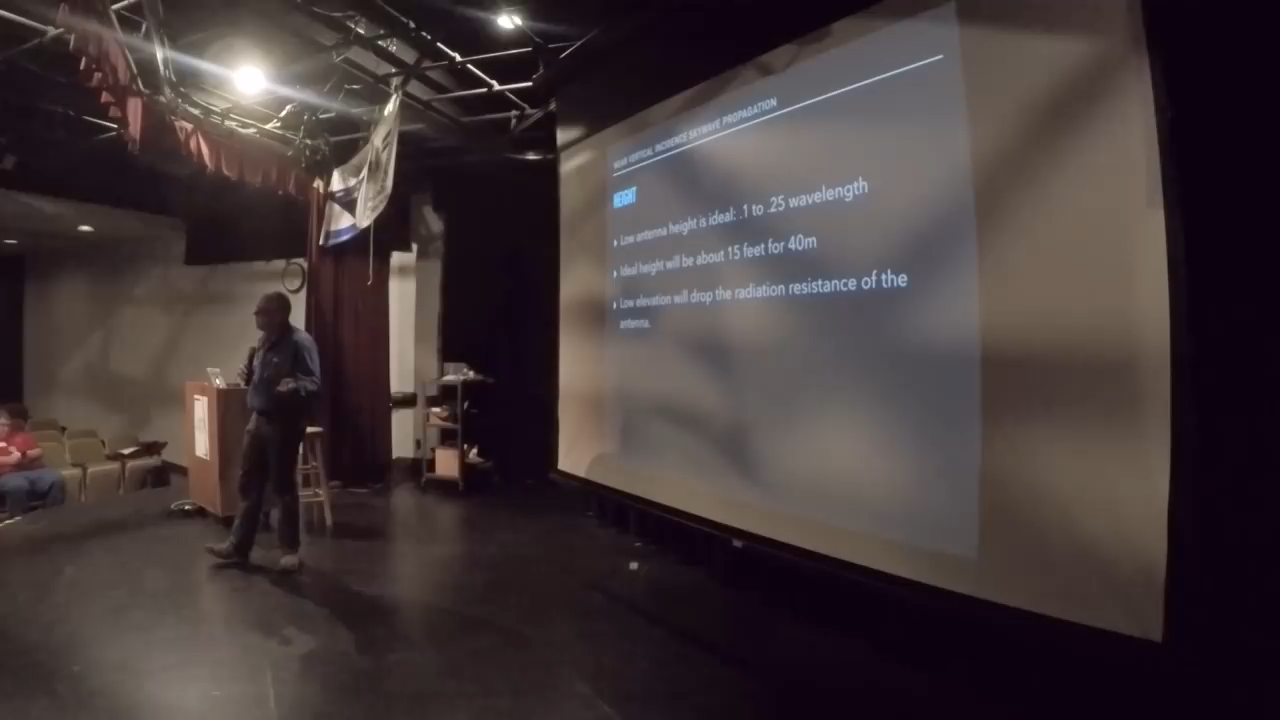 NEAR VERTICAL INCIDENCE SKYWAVE PROPAGATION
HEIGHT
Low antenna height is ideal: .1 to .25 wavelength
Ideal height will be about 15 feet for 40m
Low elevation will drop the radiation resistance of the
antenna.